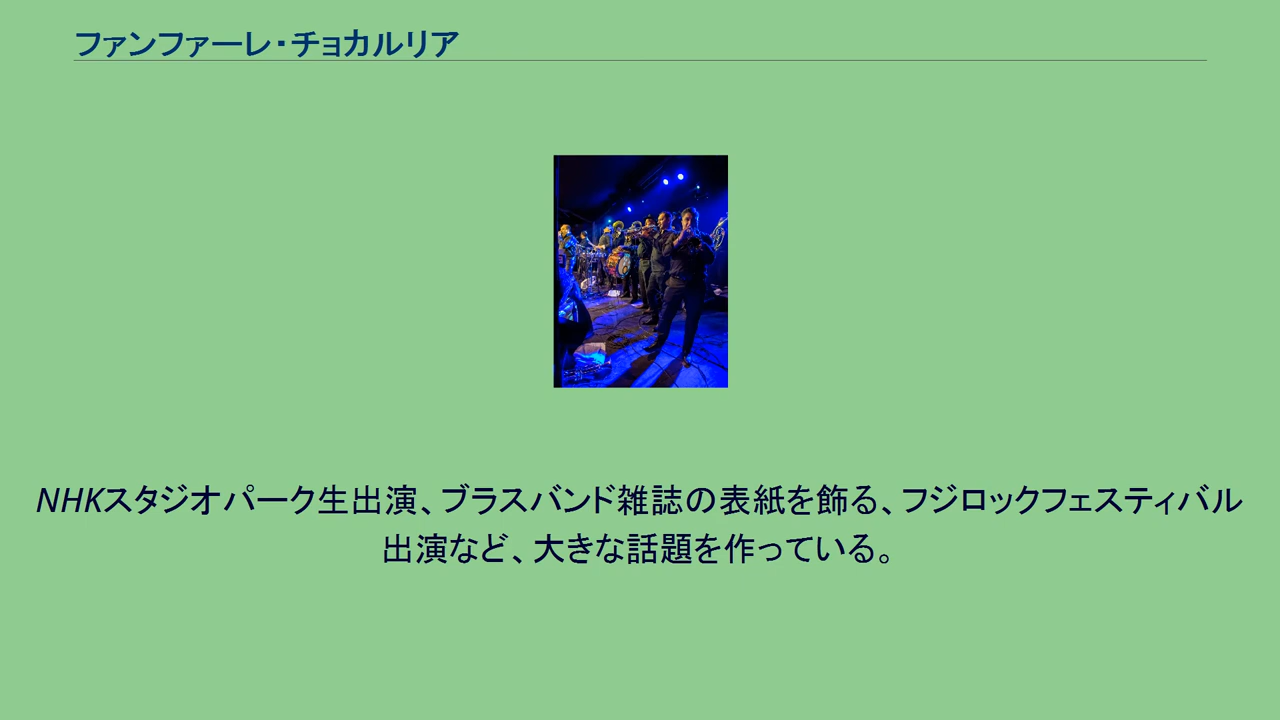 ファンファーレ・チョカルリア
NHKスタジオパーク生出演、ブラスバンド雑誌の表紙を飾る、フジロックフェスティバル
出演など、大きな話題を作っている。